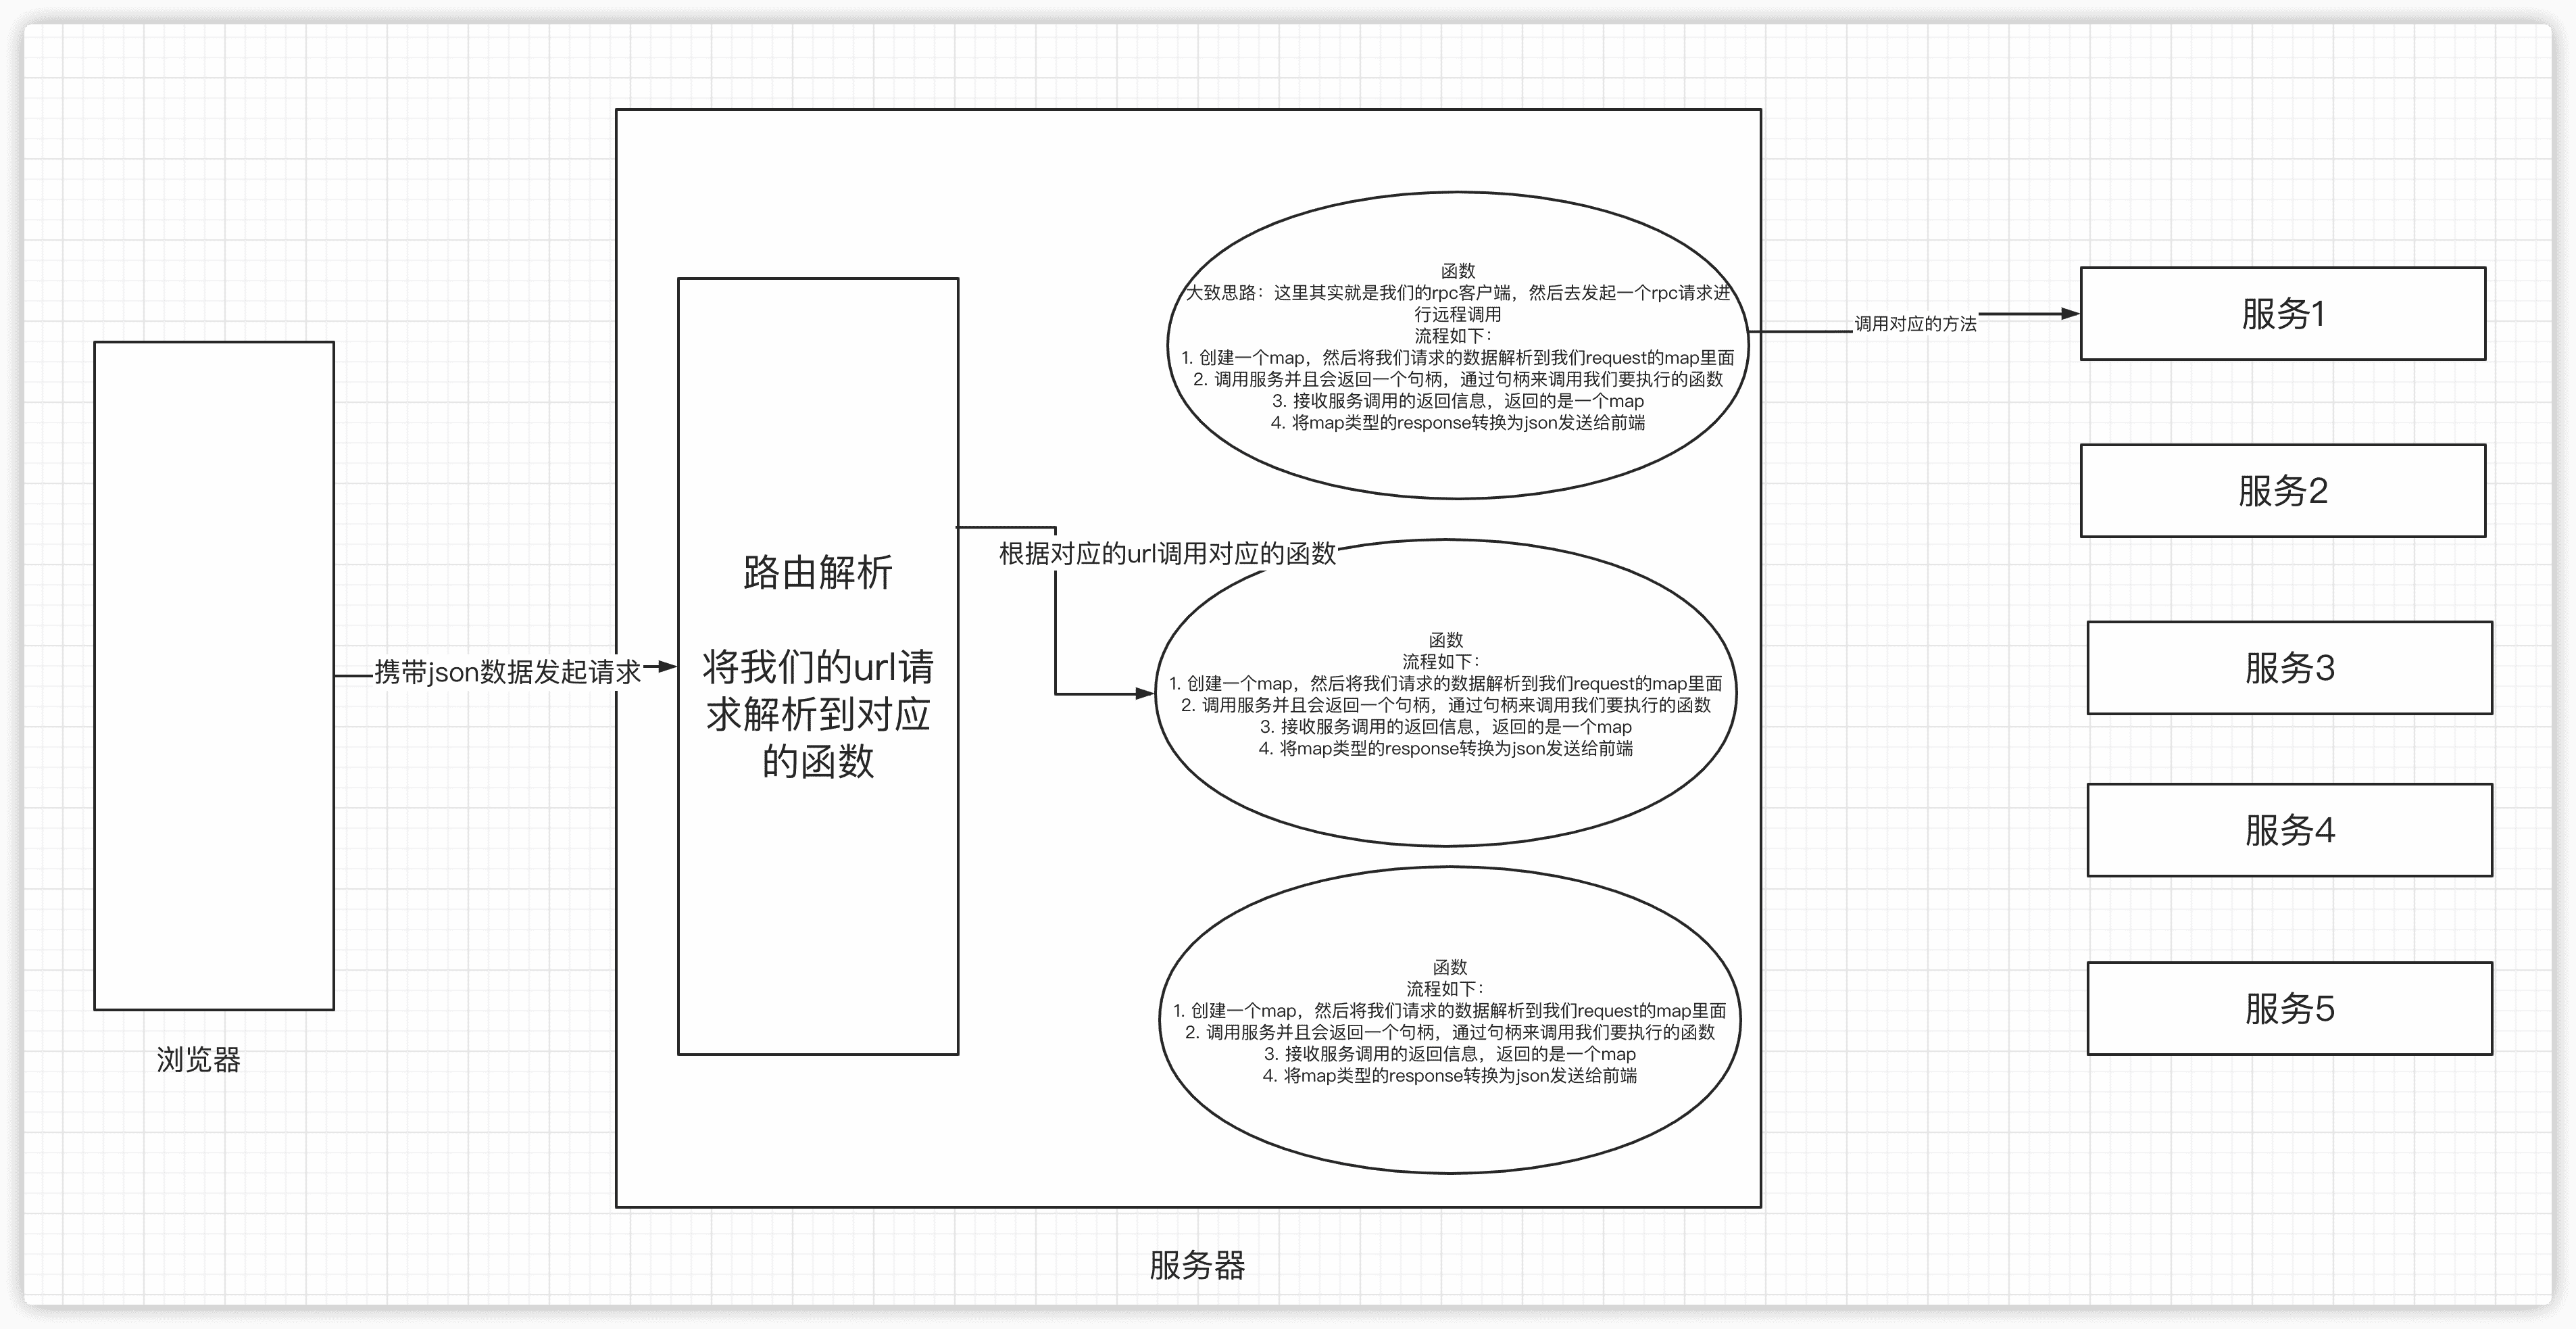 浏览器
携带json数据发起请求
路由解析
将我们的url请
求解析到对应
的函数
根据对应的url调用对应的函数
函数
大致思路：这里其实就是我们的rpc客户端，然后去发起一个rpc请求进
行远程调用
流程如下：
1. 创建一个map，然后将我们请求的数据解析到我们request的map里面
2. 调用服务并且会返回一个句柄，通过句柄来调用我们要执行的函数
3. 接收服务调用的返回信息，返回的是一个map
4. 将map类型的response转换为json发送给前端
函数
流程如下：
1. 创建一个map，然后将我们请求的数据解析到我们request的map里面
2. 调用服务并且会返回一个句柄，通过句柄来调用我们要执行的函数
3. 接收服务调用的返回信息，返回的是一个map
4. 将map类型的response转换为json发送给前端
函数
流程如下：
1. 创建一个map，然后将我们请求的数据解析到我们request的map里面
2. 调用服务并且会返回一个句柄，通过句柄来调用我们要执行的函数
3. 接收服务调用的返回信息，返回的是一个map
4. 将map类型的response转换为json发送给前端
服务器
调用对应的方法
服务1
服务2
服务3
服务4
服务5